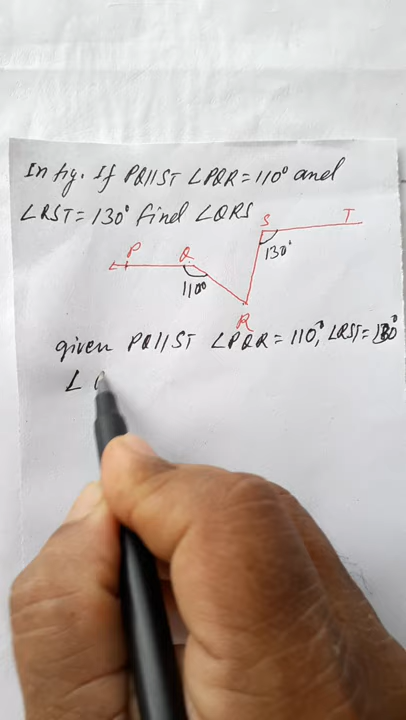 In fig. If PQ//ST ∠PQR = 110° and
∠RST = 130° find ∠QRS
S T
P Q
130°
110°
R
given PQ//ST ∠PQR = 110°, ∠RST = 130°
∠